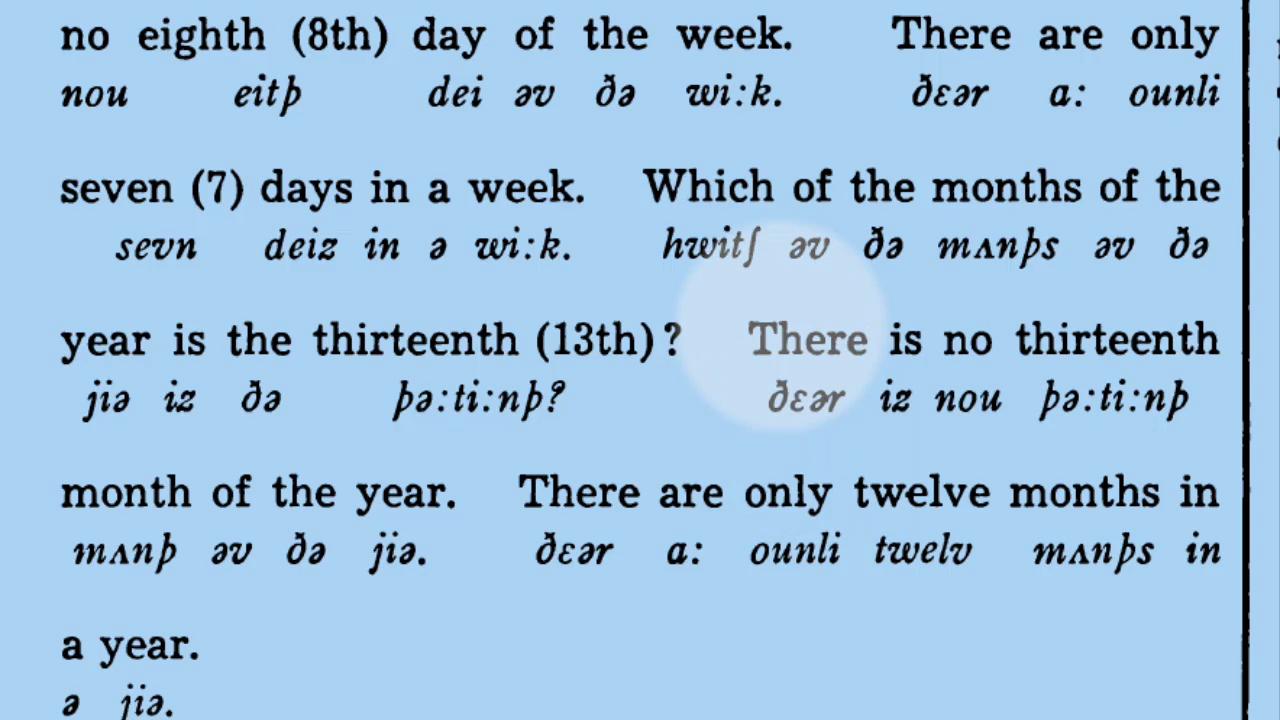 no eighth (8th) day of the week. There are only
nou eitþ dei əv ðə wi:k. ðɛər a: ounli
seven (7) days in a week. Which of the months of the
sevn deiz in ə wi:k. hwitʃ əv ðə mʌnþs əv ðə
year is the thirteenth (13th)? There is no thirteenth
jiə iz ðə þə:ti:nþ? ðɛər iz nou þə:ti:nþ
month of the year. There are only twelve months in
mʌnþ əv ðə jiə. ðɛər a: ounli twelv mʌnþs in
a year.
ə jiə.